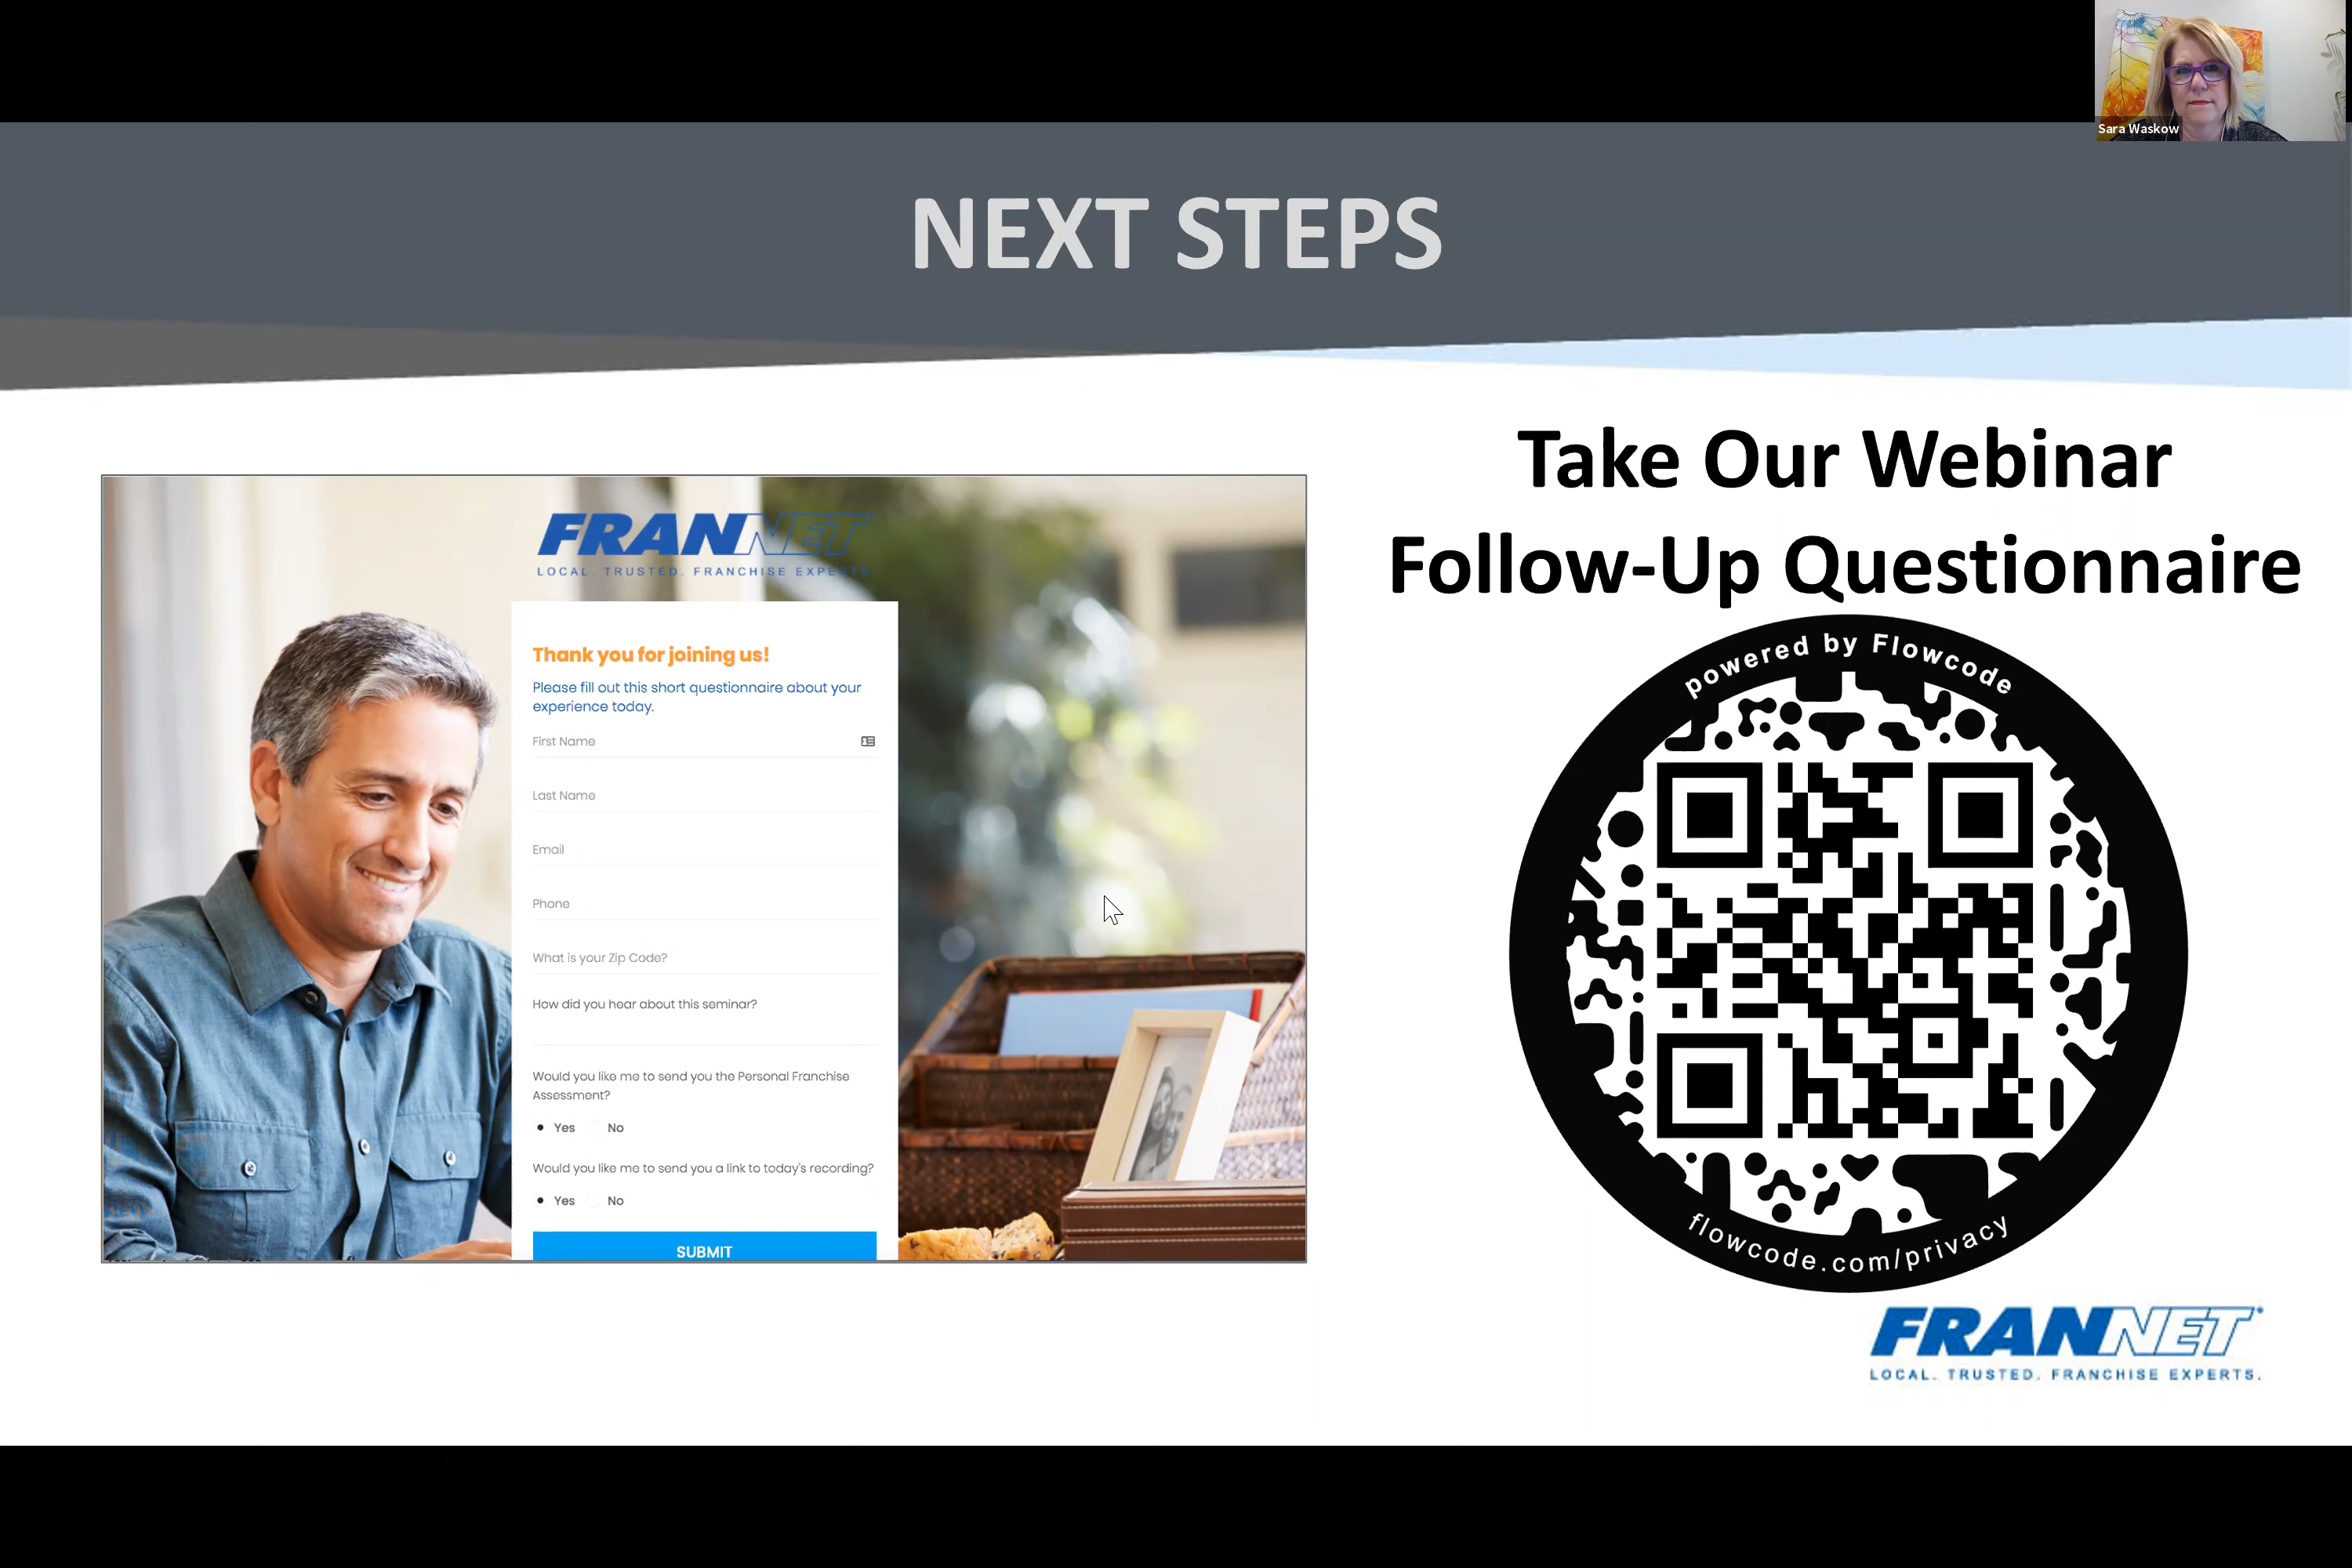 Sara Waskow
NEXT STEPS
FRANNET
LOCAL. TRUSTED. FRANCHISE EXPERTS
Thank you for joining us!
Please fill out this short questionnaire about your
experience today.
First Name
Last Name
Email
Phone
What is your Zip Code?
How did you hear about this seminar?
Would you like me to send you the Personal Franchise
Assessment?
Yes No
Would you like me to send you a link to today's recording?
Yes No
SUBMIT
Take Our Webinar
Follow-Up Questionnaire
powered by Flowcode
flowcode.com/privacy
FRANNET
LOCAL. TRUSTED. FRANCHISE EXPERTS.